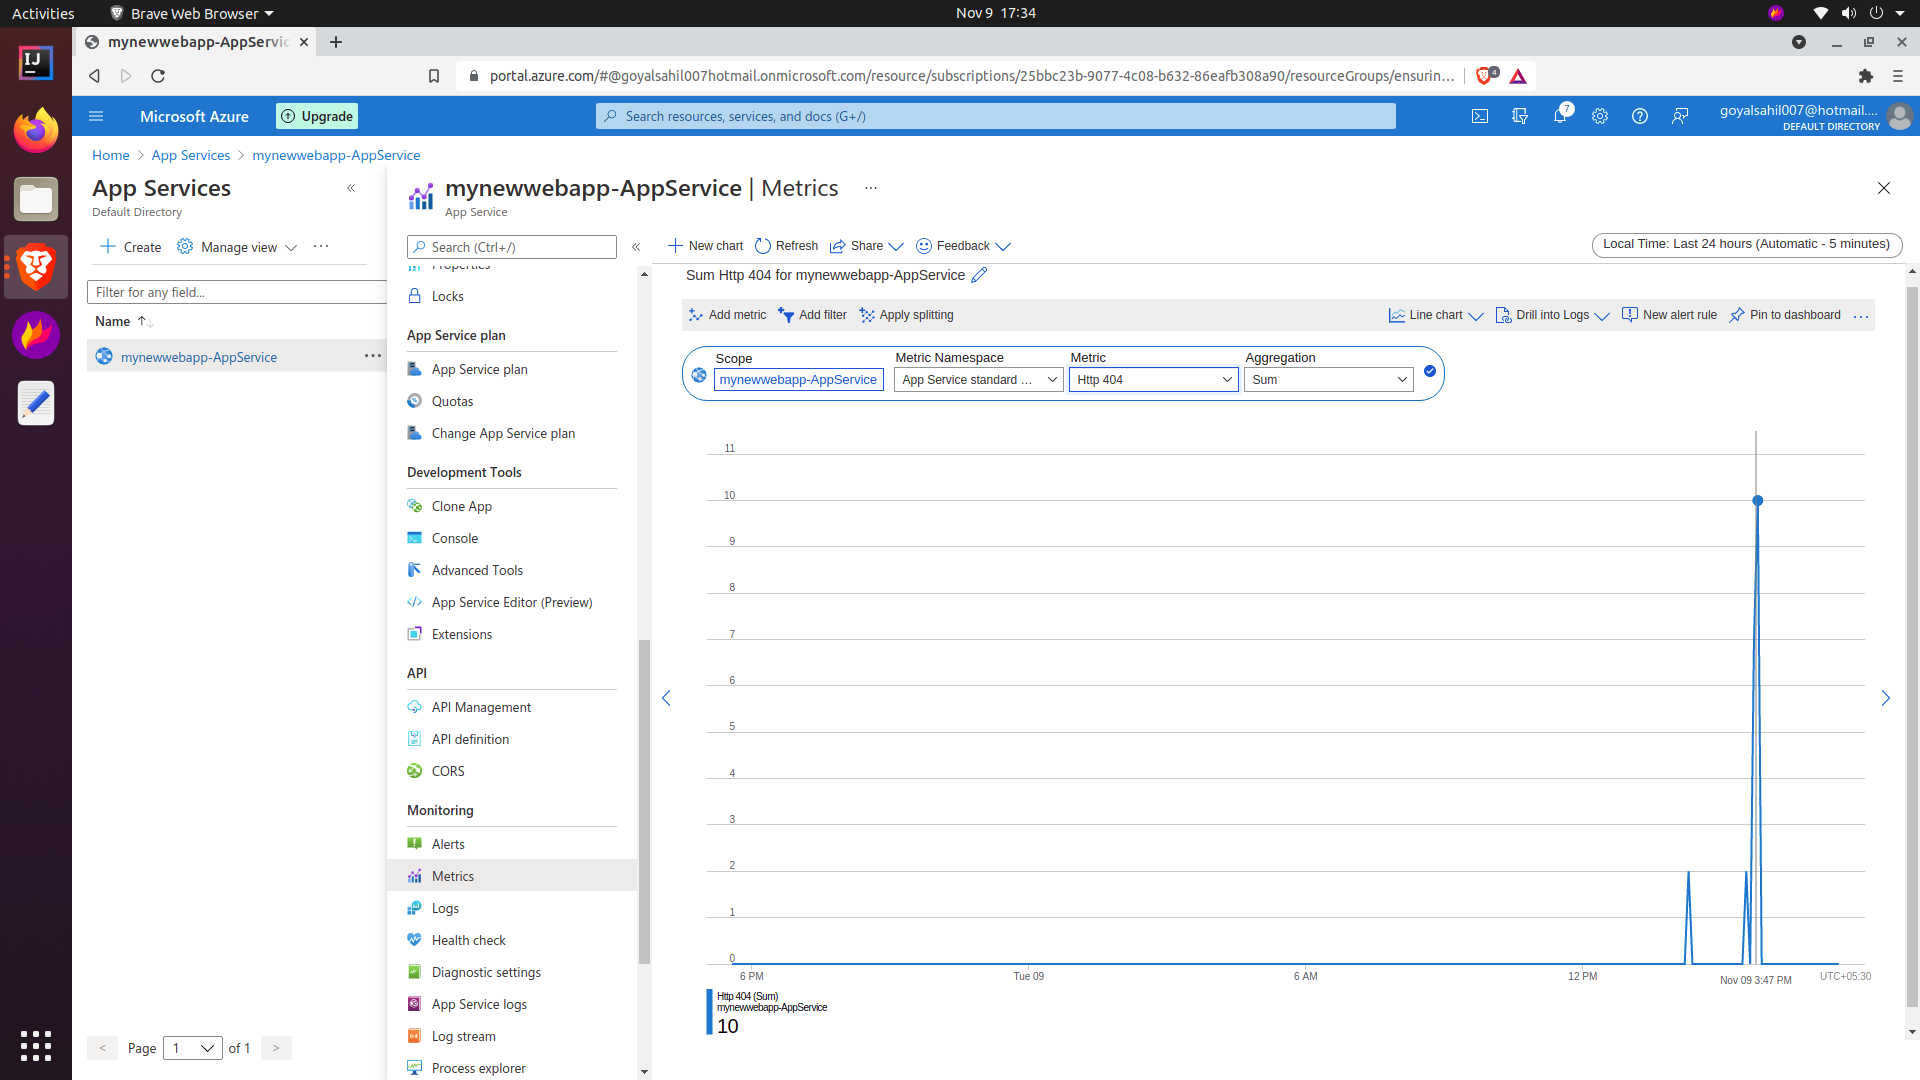 Activities
Brave Web Browser
Nov 9 17:34
mynewwebapp-AppServic
portal.azure.com/#@goyalsahil007hotmail.onmicrosoft.com/resource/subscriptions/25bbc23b-9077-4c08-b632-86eafb308a90/resourceGroups/ensurin…
4
Microsoft Azure
Upgrade
Search resources, services, and docs (G+/)
7
goyalsahil007@hotmail....
DEFAULT DIRECTORY
Home > App Services > mynewwebapp-AppService
App Services
Default Directory
Create
Manage view
Filter for any field...
Name
mynewwebapp-AppService
< Page 1 of 1 >
mynewwebapp-AppService | Metrics
App Service
Search (Ctrl+/)
Properties
Locks
App Service plan
App Service plan
Quotas
Change App Service plan
Development Tools
Clone App
Console
Advanced Tools
App Service Editor (Preview)
Extensions
API
API Management
API definition
CORS
Monitoring
Alerts
Metrics
Logs
Health check
Diagnostic settings
App Service logs
Log stream
Process explorer
New chart
Refresh
Share
Feedback
Local Time: Last 24 hours (Automatic - 5 minutes)
Sum Http 404 for mynewwebapp-AppService
Add metric
Add filter
Apply splitting
Line chart
Drill into Logs
New alert rule
Pin to dashboard
Scope
mynewwebapp-AppService
Metric Namespace
App Service standard ...
Metric
Http 404
Aggregation
Sum
11
10
9
8
7
6
5
4
3
2
1
0
6 PM
Tue 09
6 AM
12 PM
Nov 09 3:47 PM
UTC+05:30
Http 404 (Sum)
mynewwebapp-AppService
10